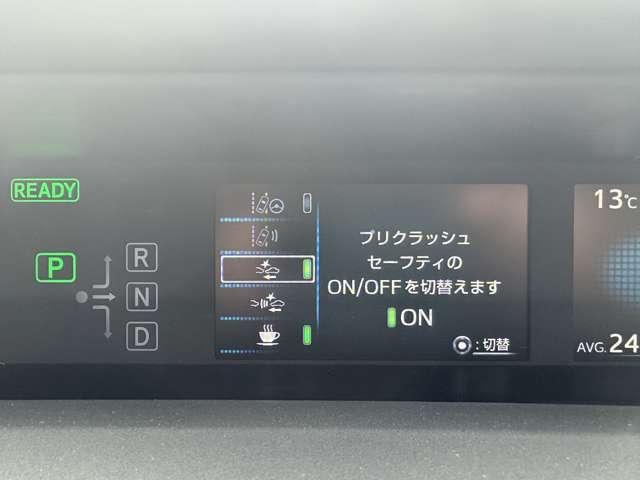 READY
P
R
N
D
プリクラッシュ
セーフティの
ON/OFFを切替えます
ON
:切替
13℃
AVG.24